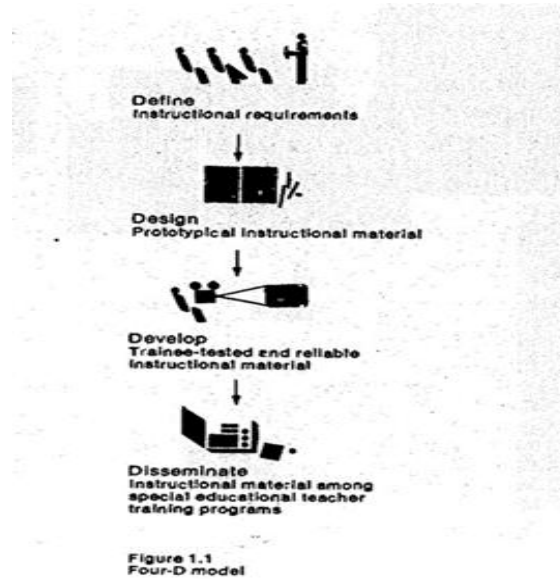 Define
Instructional requirements
Design
Prototypical instructional material
Develop
Trainee-tested and reliable
instructional material
Disseminate
Instructional material among
special educational teacher
training programs
Figure 1.1
Four-D model